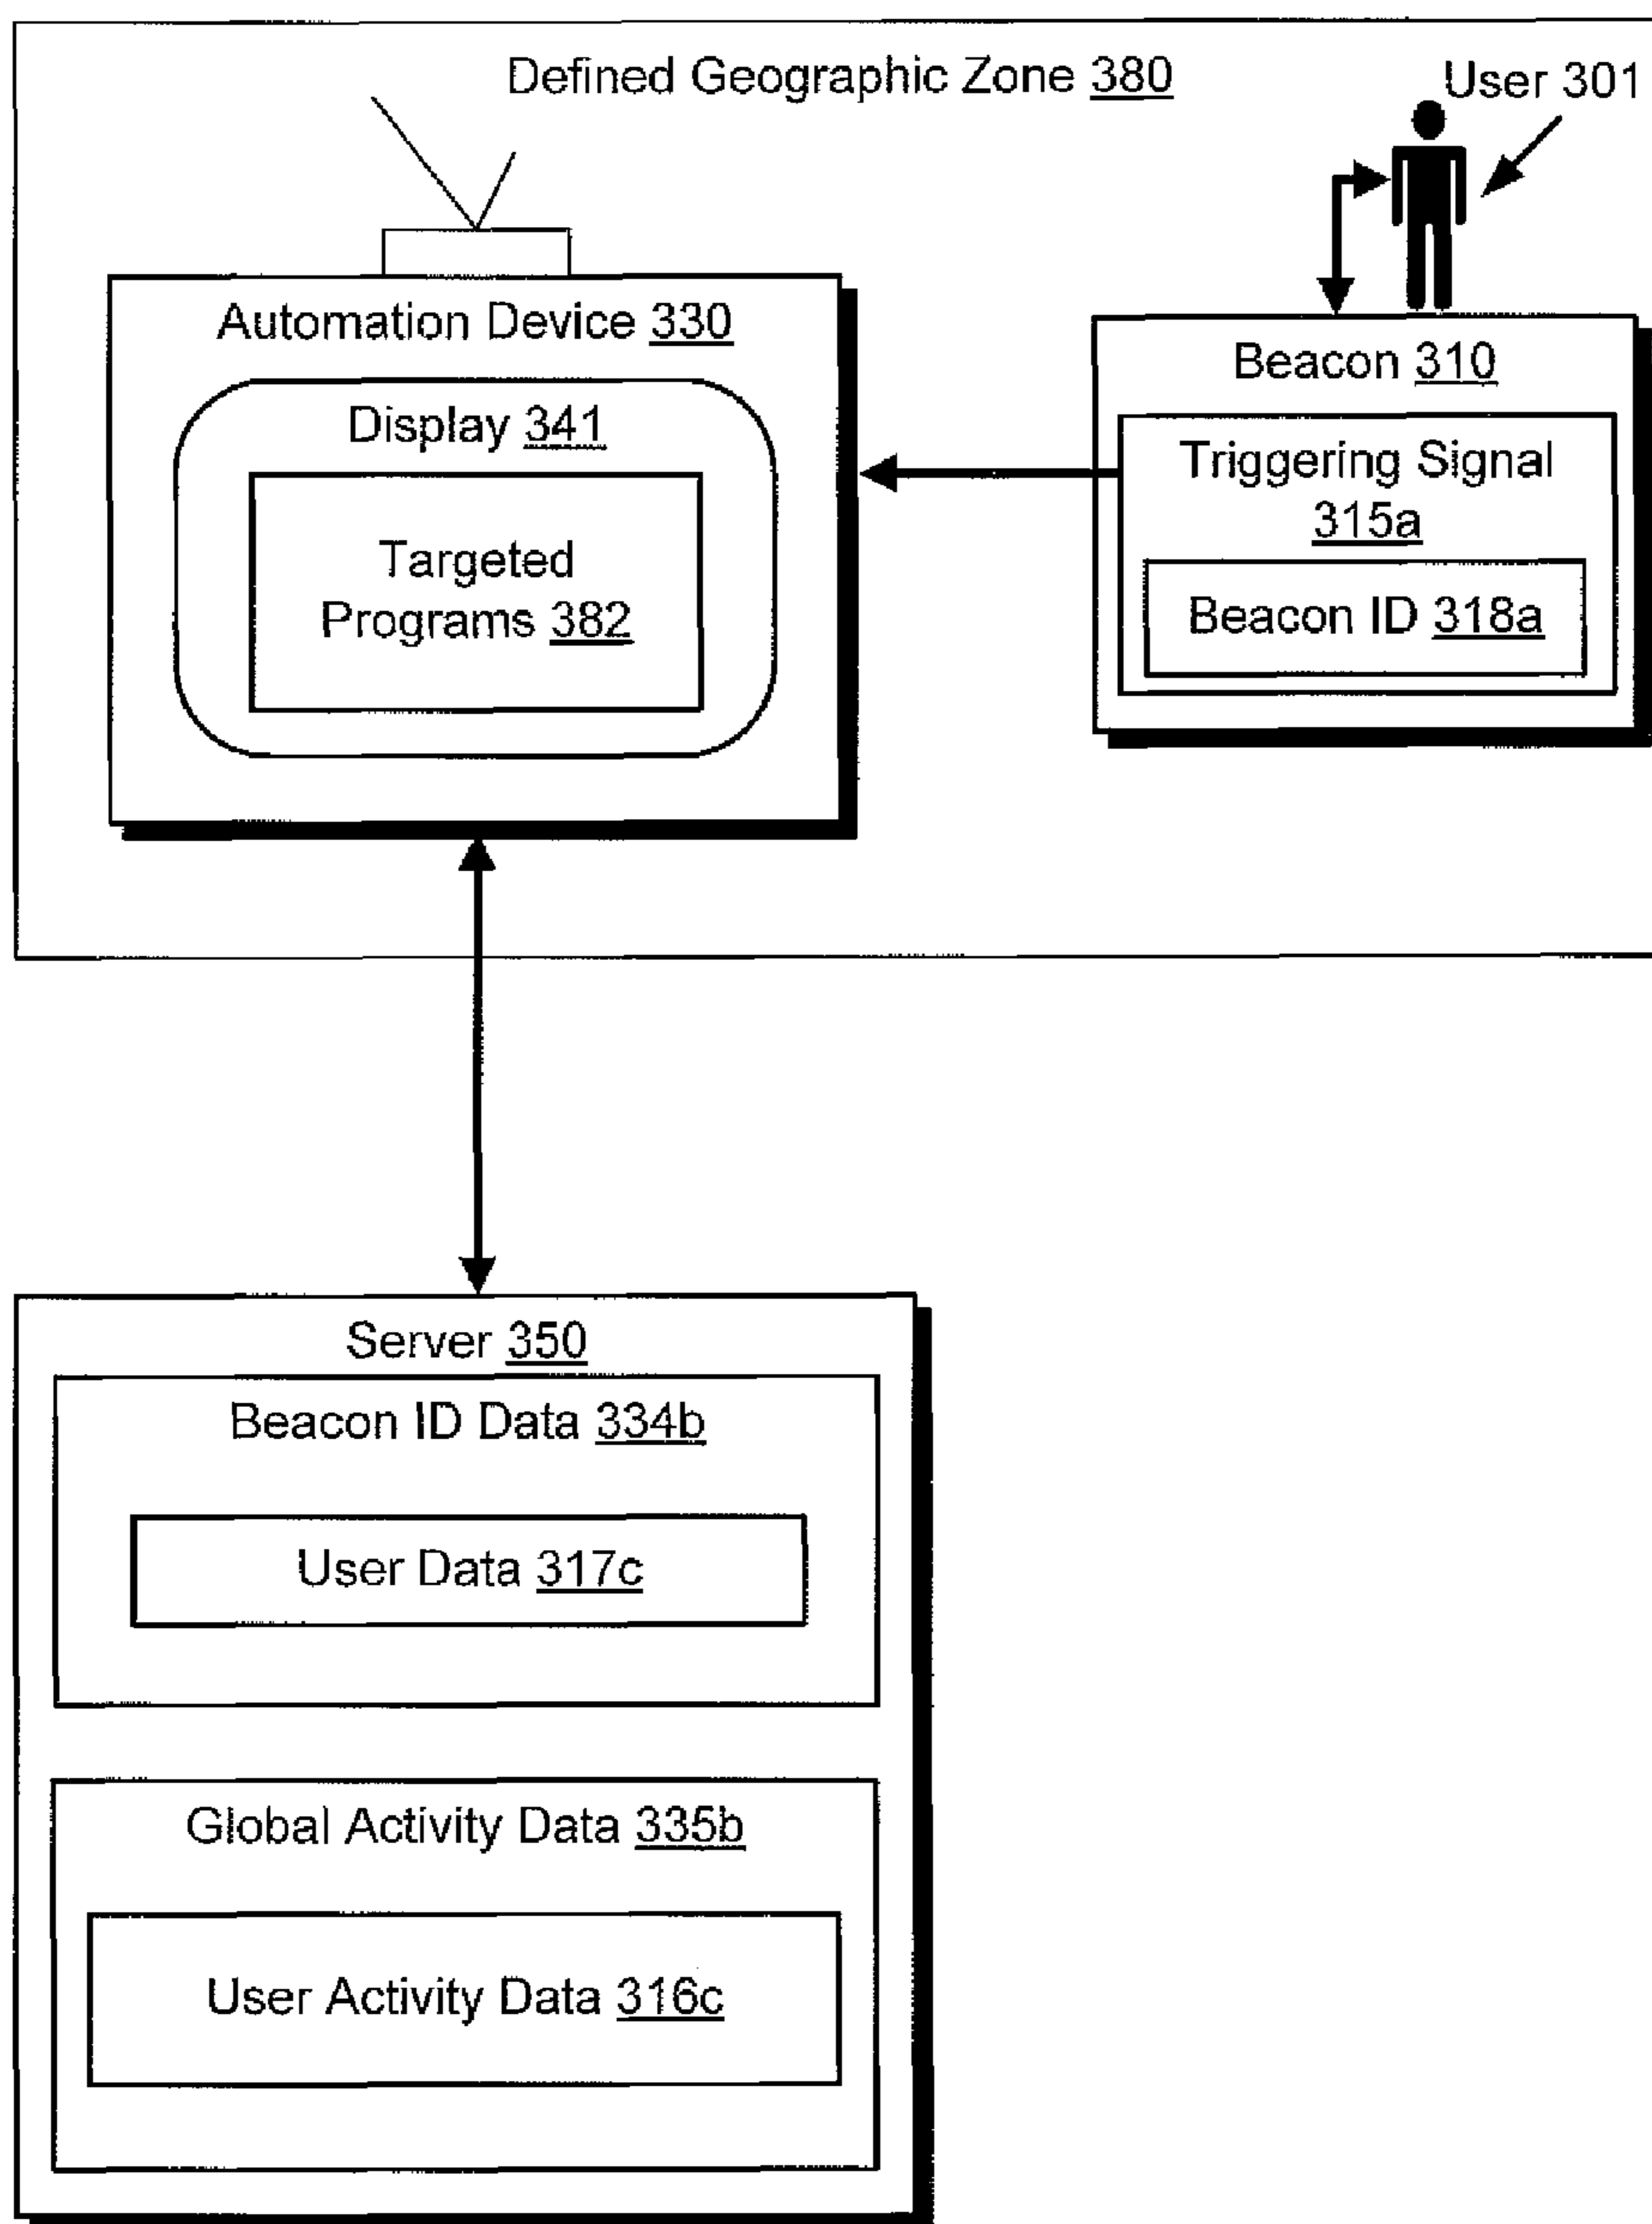 Defined Geographic Zone 380
User 301
Automation Device 330
Display 341
Targeted
Programs 382
Beacon 310
Triggering Signal
315a
Beacon ID 318a
Server 350
Beacon ID Data 334b
User Data 317c
Global Activity Data 335b
User Activity Data 316c